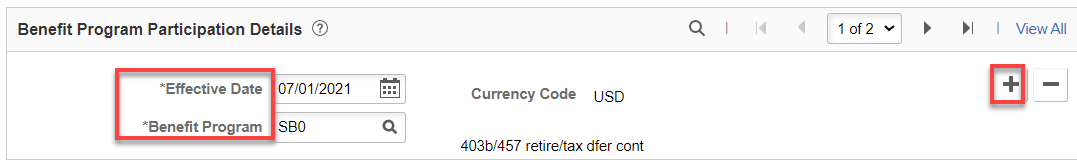 Benefit Program Participation Details ? | 1 of 2 | View All
*Effective Date 07/01/2021 Currency Code USD
*Benefit Program SB0
403b/457 retire/tax dfer cont